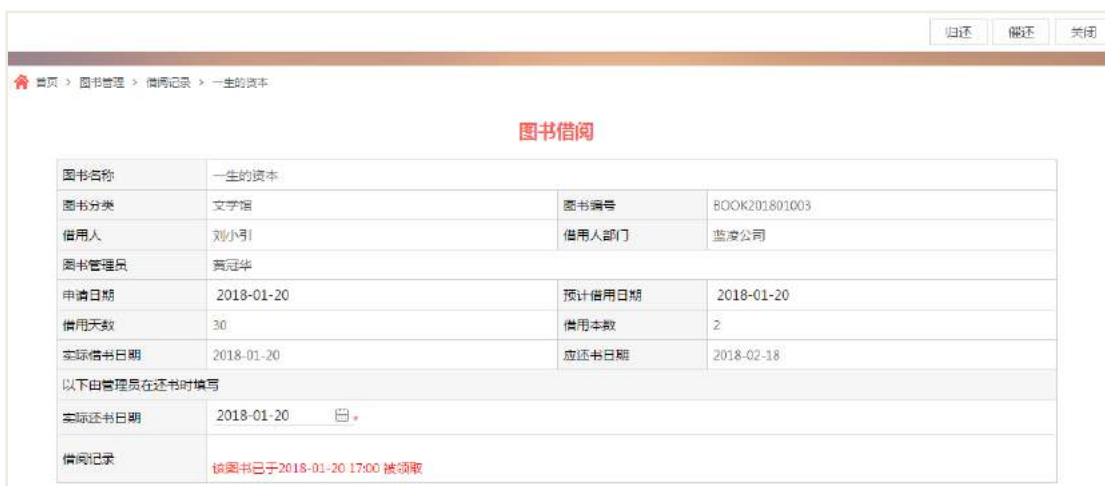 归还 催还 关闭
首页 > 图书管理 > 借阅记录 > 一生的资本
图书借阅
图书名称 一生的资本
图书分类 文学馆 图书编号 BOOK201801003
借用人 刘小引 借用人部门 蓝凌公司
图书管理员 黄冠华
申请日期 2018-01-20 预计借用日期 2018-01-20
借用天数 30 借用本数 2
实际借书日期 2018-01-20 应还书日期 2018-02-18
以下由管理员在还书时填写
实际还书日期 2018-01-20 *
借阅记录
该图书已于2018-01-20 17:00 被领取